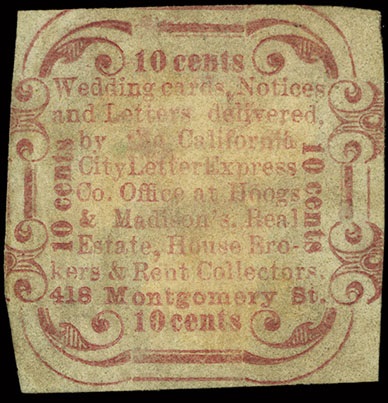 10 cents
Wedding cards, Notices
and Letters delivered,
by the California
City Letter Express
Co. Office at Hoogs
& Madison's. Real
Estate, House Bro-
kers & Rent Collectors.
418 Montgomery St.
10 cents
10 cents
10 cents